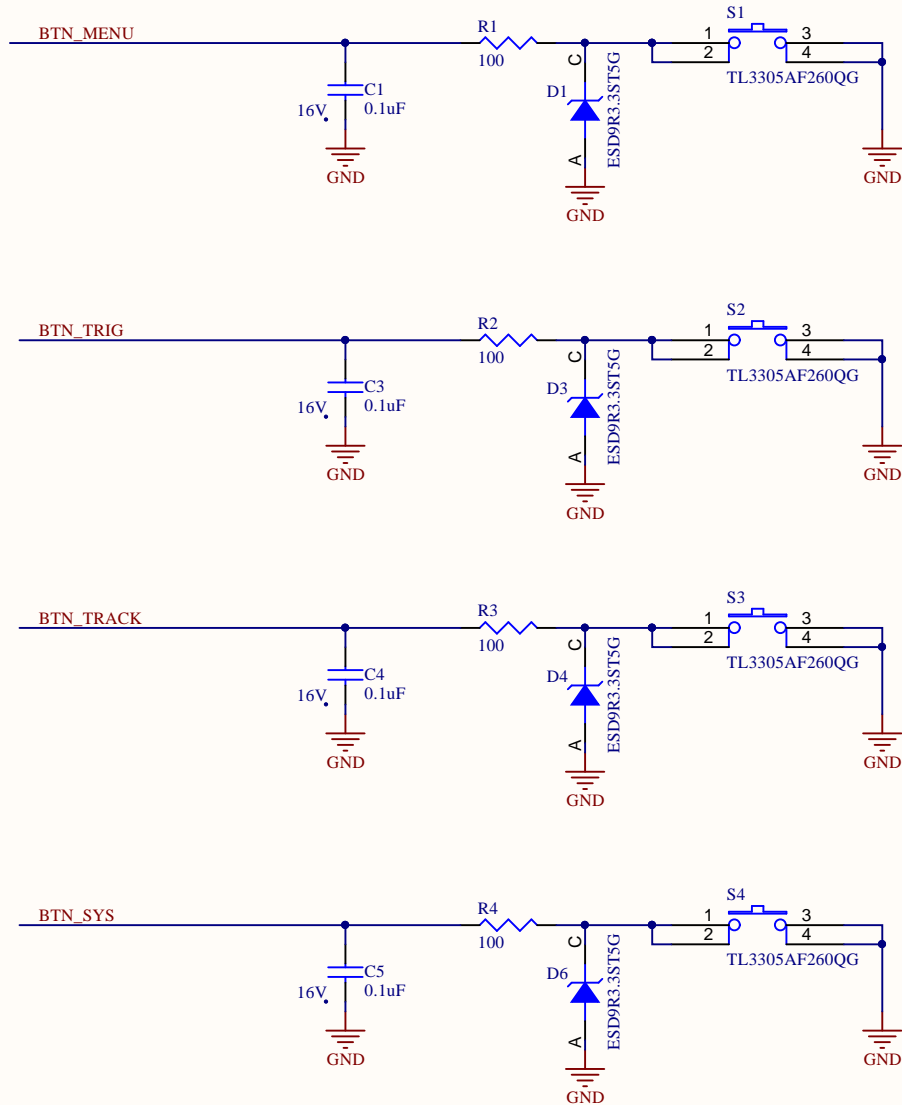 BTN_MENU
R1
100
C1
0.1uF
16V
GND
C
D1
A
ESD9R3.3ST5G
GND
S1
1
2
3
4
TL3305AF260QG
GND
BTN_TRIG
R2
100
C3
0.1uF
16V
GND
C
D3
A
ESD9R3.3ST5G
GND
S2
1
2
3
4
TL3305AF260QG
GND
BTN_TRACK
R3
100
C4
0.1uF
16V
GND
C
D4
A
ESD9R3.3ST5G
GND
S3
1
2
3
4
TL3305AF260QG
GND
BTN_SYS
R4
100
C5
0.1uF
16V
GND
C
D6
A
ESD9R3.3ST5G
GND
S4
1
2
3
4
TL3305AF260QG
GND